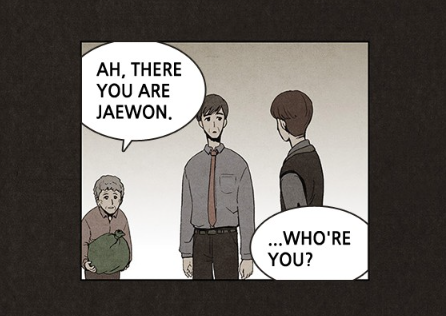 AH, THERE
YOU ARE
JAEWON.
...WHO'RE
YOU?